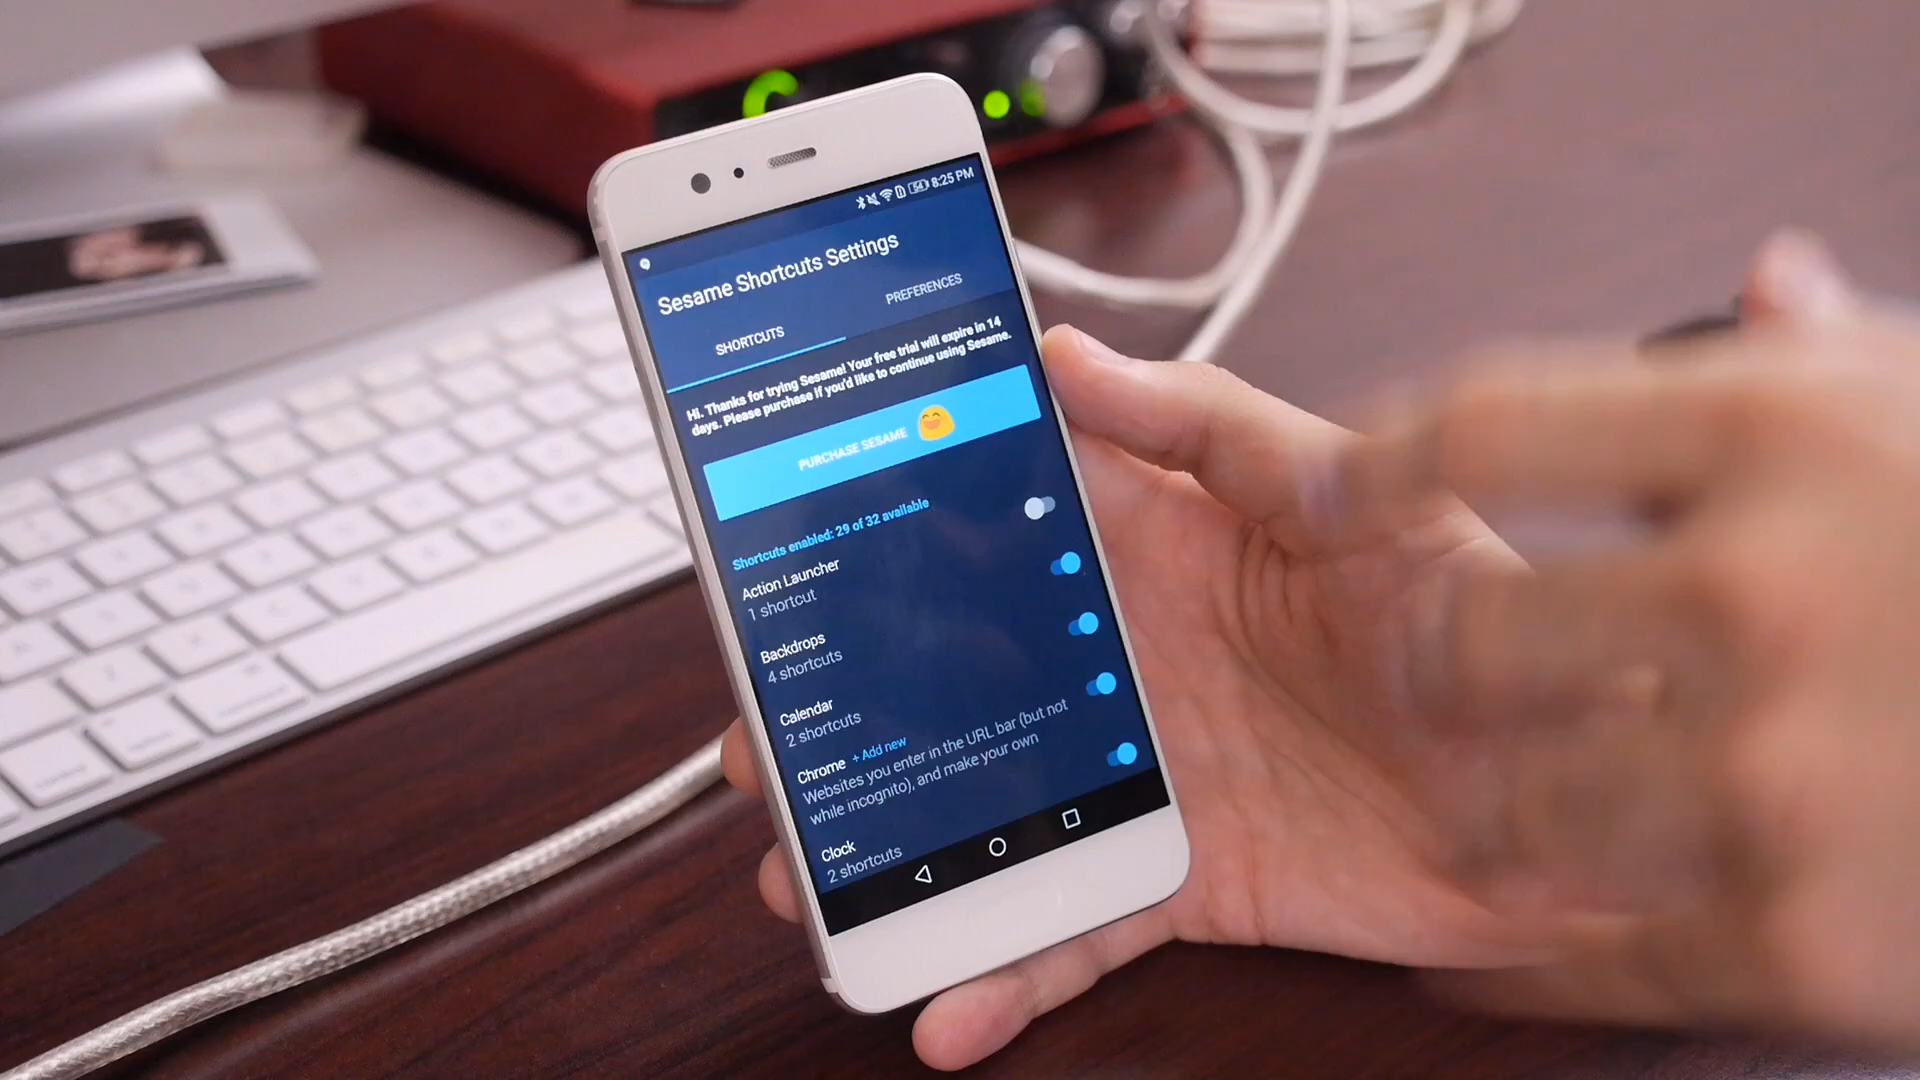 54 8:25 PM
Sesame Shortcuts Settings
SHORTCUTS
PREFERENCES
Hi. Thanks for trying Sesame! Your free trial will expire in 14
days. Please purchase if you'd like to continue using Sesame.
PURCHASE SESAME
Shortcuts enabled: 29 of 32 available
Action Launcher
1 shortcut
Backdrops
4 shortcuts
Calendar
2 shortcuts
Chrome + Add new
Websites you enter in the URL bar (but not
while incognito), and make your own
Clock
2 shortcuts